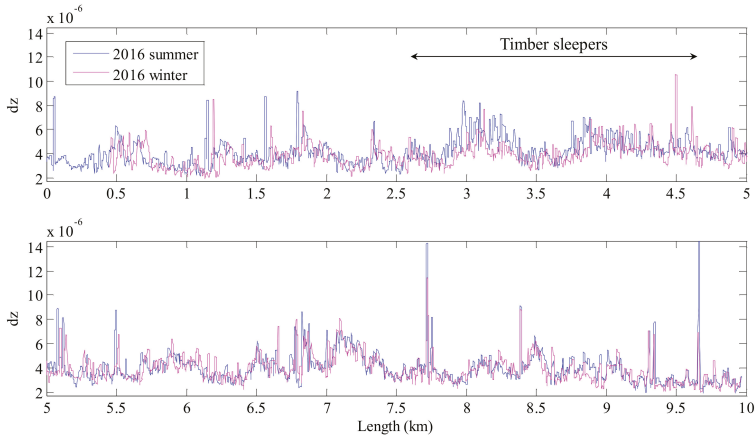 x 10⁻⁶
14
12
10
8
6
4
2
dz
2016 summer
2016 winter
Timber sleepers
0 0.5 1 1.5 2 2.5 3 3.5 4 4.5 5
x 10⁻⁶
14
12
10
8
6
4
2
dz
5 5.5 6 6.5 7 7.5 8 8.5 9 9.5 10
Length (km)